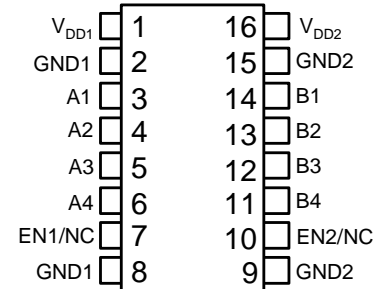 VDD1 1 16 VDD2
GND1 2 15 GND2
A1 3 14 B1
A2 4 13 B2
A3 5 12 B3
A4 6 11 B4
EN1/NC 7 10 EN2/NC
GND1 8 9 GND2